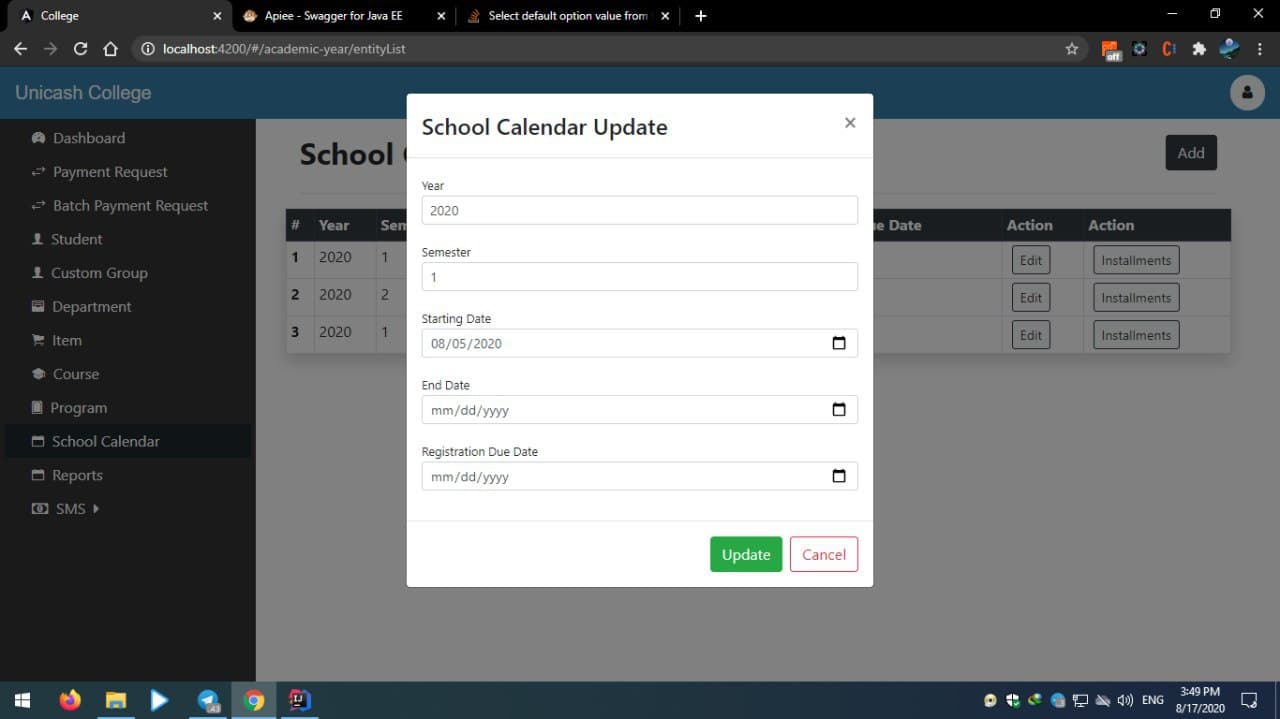 College
Apiee - Swagger for Java EE
Select default option value from
localhost:4200/#/academic-year/entityList
off
Unicash College
Dashboard
Payment Request
Batch Payment Request
Student
Custom Group
Department
Item
Course
Program
School Calendar
Reports
SMS
School
Add
# Year Sem e Date Action Action
1 2020 1 Edit Installments
2 2020 2 Edit Installments
3 2020 1 Edit Installments
School Calendar Update
×
Year
2020
Semester
1
Starting Date
08/05/2020
End Date
mm/dd/yyyy
Registration Due Date
mm/dd/yyyy
Update Cancel
43
ENG
3:49 PM
8/17/2020